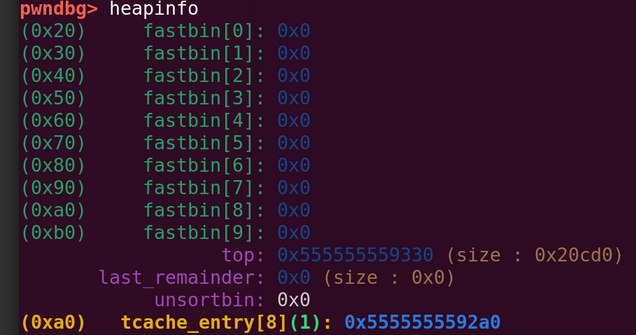 pwndbg> heapinfo
(0x20)     fastbin[0]: 0x0
(0x30)     fastbin[1]: 0x0
(0x40)     fastbin[2]: 0x0
(0x50)     fastbin[3]: 0x0
(0x60)     fastbin[4]: 0x0
(0x70)     fastbin[5]: 0x0
(0x80)     fastbin[6]: 0x0
(0x90)     fastbin[7]: 0x0
(0xa0)     fastbin[8]: 0x0
(0xb0)     fastbin[9]: 0x0
top: 0x555555559330 (size : 0x20cd0)
last_remainder: 0x0 (size : 0x0)
unsortbin: 0x0
(0xa0)   tcache_entry[8](1): 0x5555555592a0